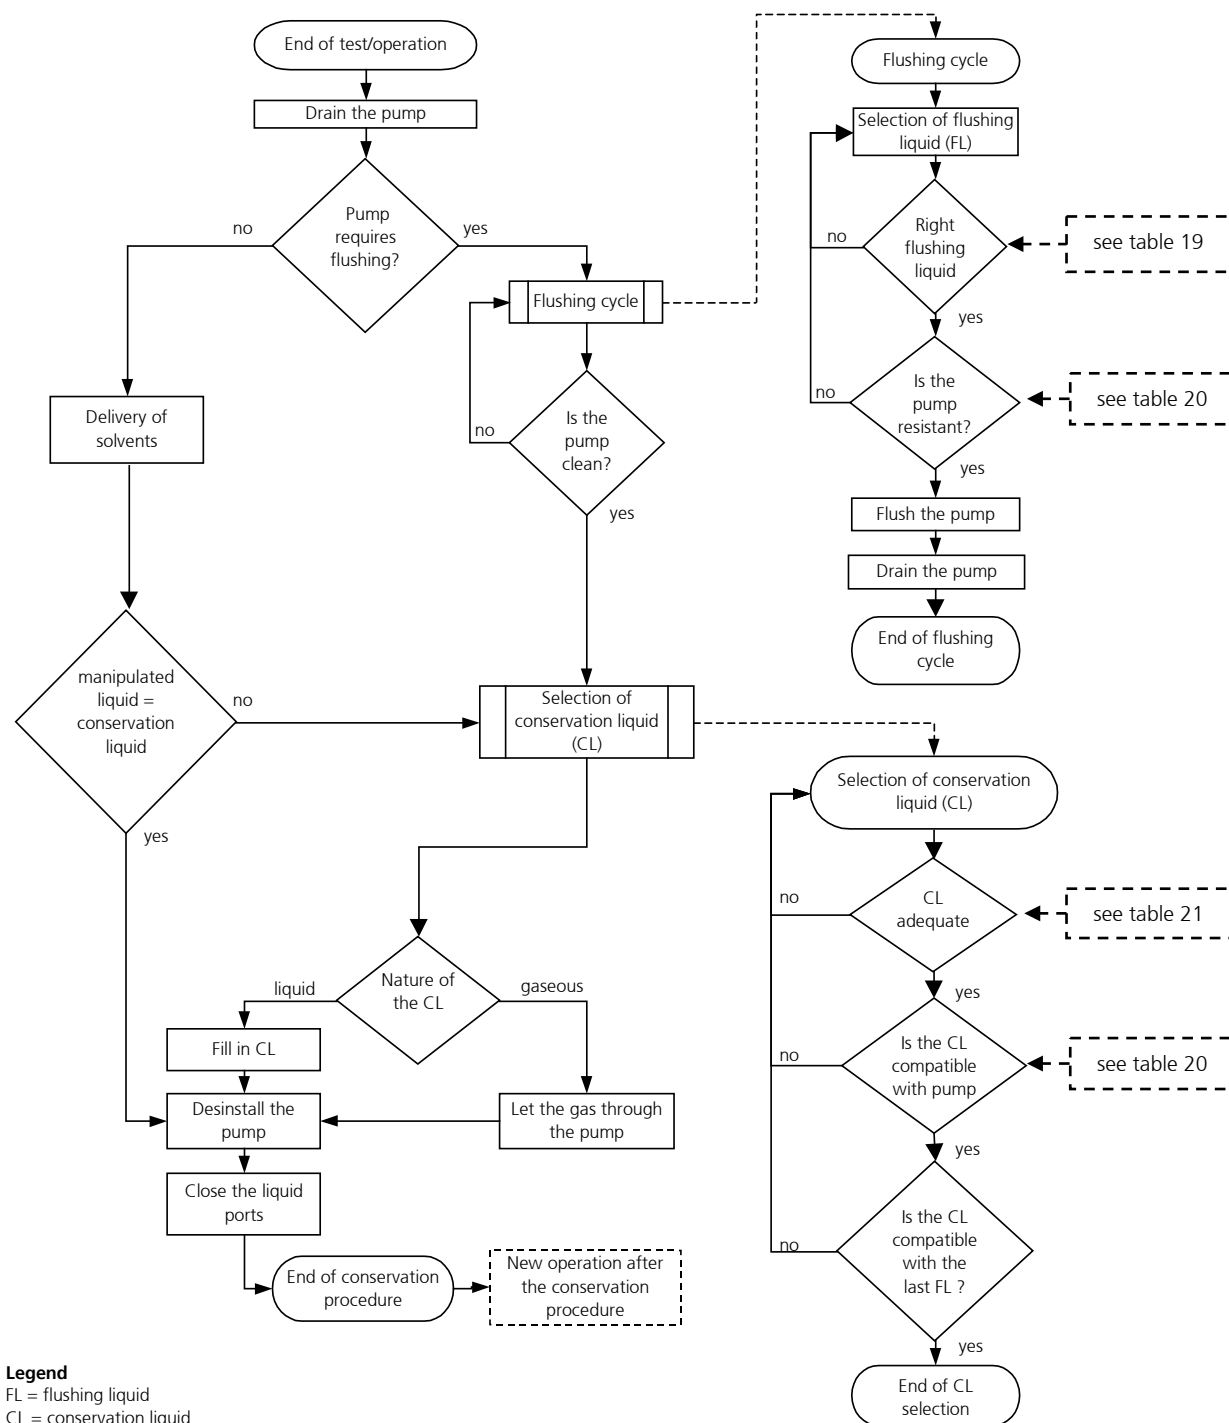 End of test/operation
Drain the pump
Pump
requires
flushing?
no
yes
Flushing cycle
Delivery of
solvents
Is the
pump
clean?
no
yes
manipulated
liquid =
conservation
liquid
no
yes
Selection of
conservation liquid
(CL)
Nature of
the CL
liquid
gaseous
Fill in CL
Desinstall the
pump
Let the gas through
the pump
Close the liquid
ports
End of conservation
procedure
New operation after
the conservation
procedure
Flushing cycle
Selection of flushing
liquid (FL)
Right
flushing
liquid
no
see table 19
yes
Is the
pump
resistant?
no
see table 20
yes
Flush the pump
Drain the pump
End of flushing
cycle
Selection of conservation
liquid (CL)
CL
adequate
no
see table 21
yes
Is the CL
compatible
with pump
no
see table 20
yes
Is the CL
compatible
with the
last FL ?
no
yes
End of CL
selection
Legend
FL = flushing liquid
CL = conservation liquid